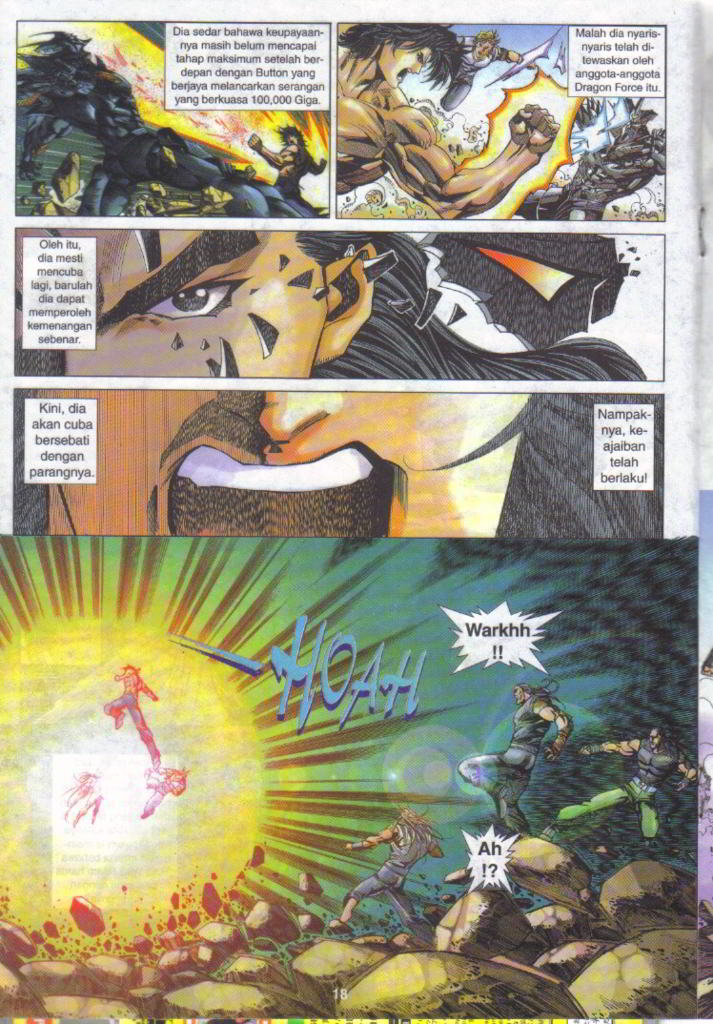 Dia sedar bahawa keupayaan-
nya masih belum mencapai
tahap maksimum setelah ber-
depan dengan Button yang
berjaya melancarkan serangan
yang berkuasa 100,000 Giga.
Malah dia nyaris-
nyaris telah di-
tewaskan oleh
anggota-anggota
Dragon Force itu.
Oleh itu,
dia mesti
mencuba
lagi, barulah
dia dapat
memperoleh
kemenangan
sebenar.
Kini, dia
akan cuba
bersebati
dengan
parangnya.
Nampak-
nya, ke-
ajaiban
telah
berlaku!
HOAH
Warkhh
!!
Ah
!?
18